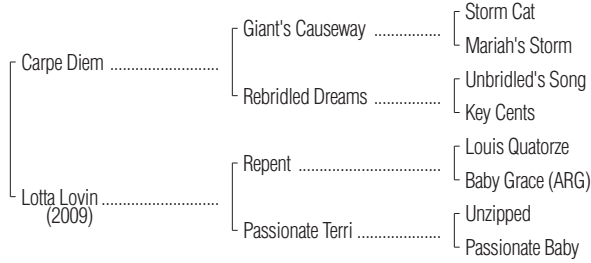 Storm Cat
Giant's Causeway ................
Mariah's Storm
Carpe Diem ..........................
Unbridled's Song
Rebridled Dreams ................
Key Cents
Louis Quatorze
Repent ..................................
Baby Grace (ARG)
Lotta Lovin ............................
(2009)
Unzipped
Passionate Terri ....................
Passionate Baby